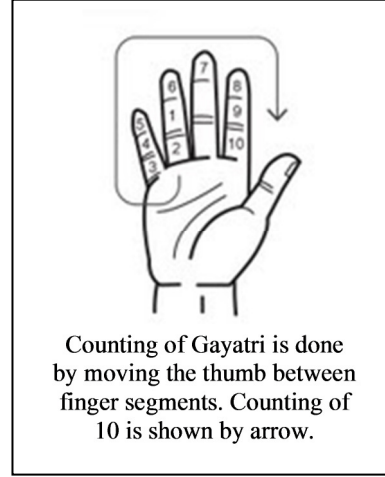 7
6 8
5 1 9
4 2 10
3
Counting of Gayatri is done
by moving the thumb between
finger segments. Counting of
10 is shown by arrow.